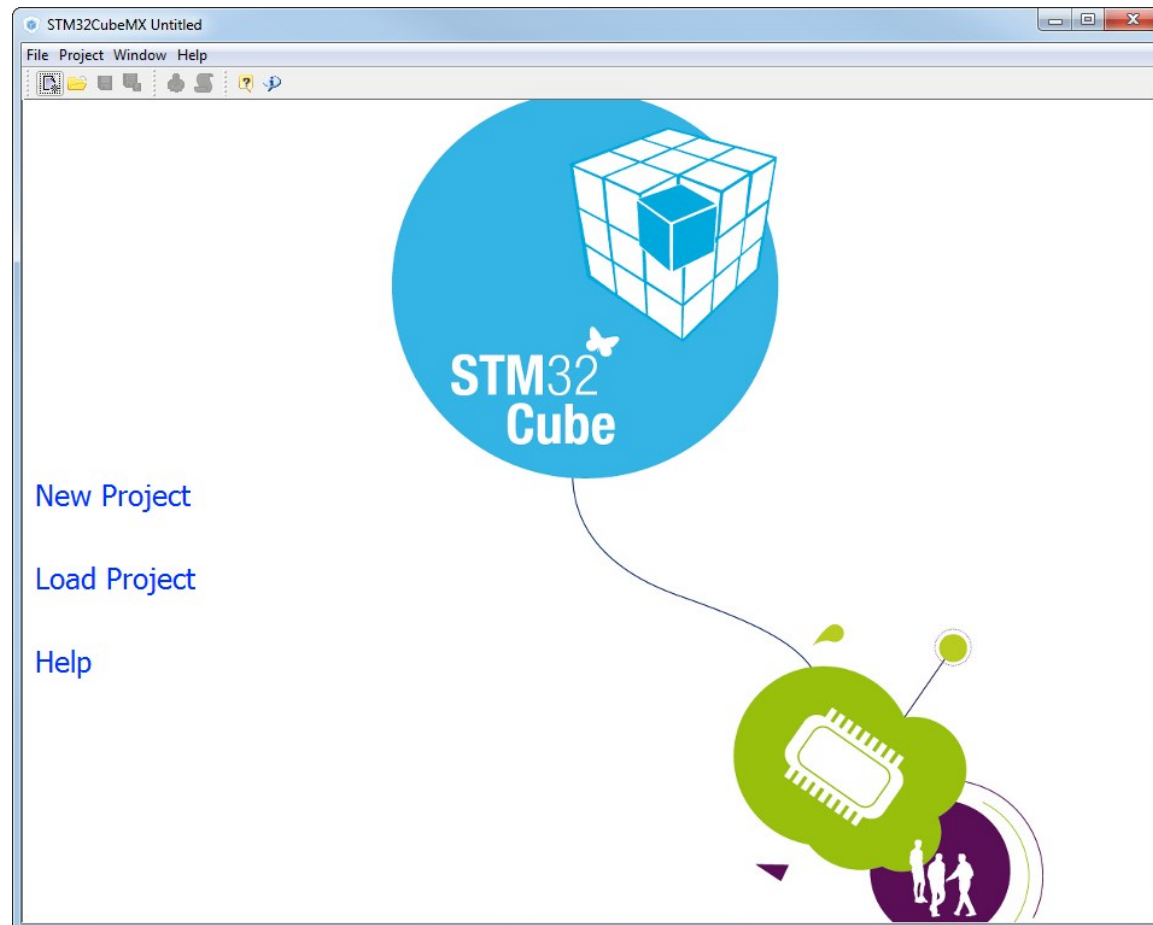 STM32CubeMX Untitled
File Project Window Help
STM32
Cube
New Project
Load Project
Help